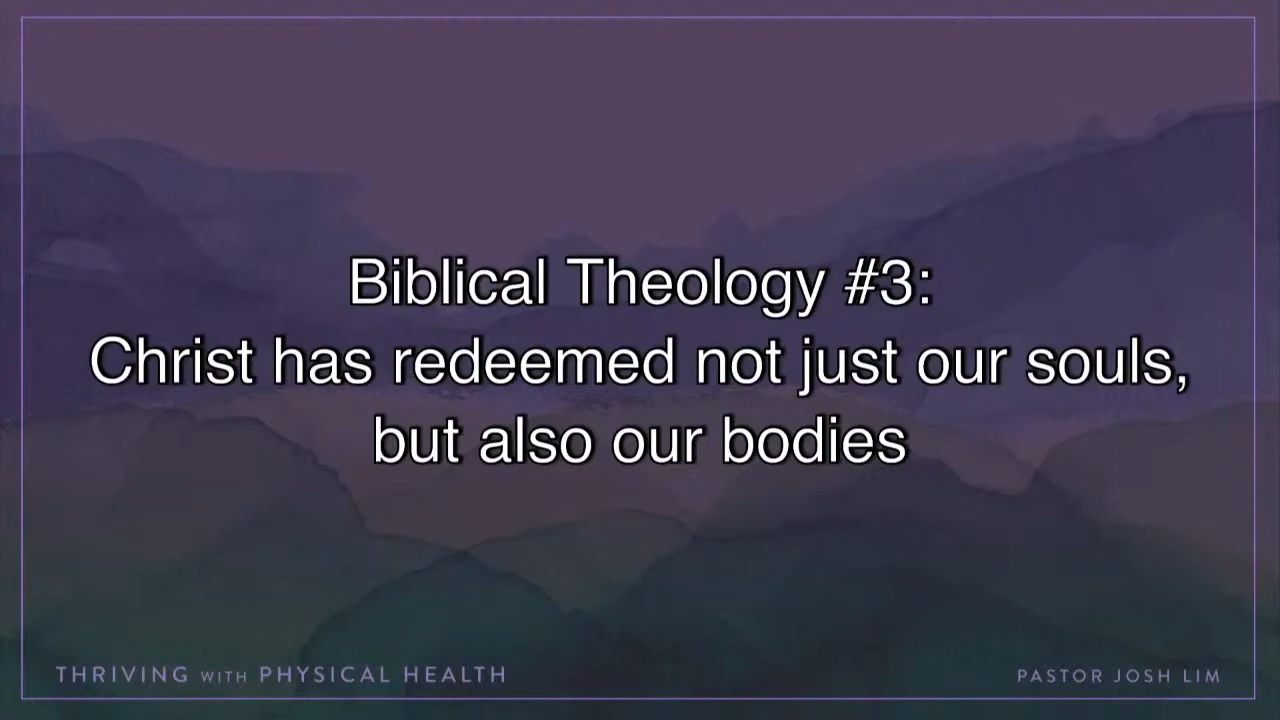 Biblical Theology #3:
Christ has redeemed not just our souls,
but also our bodies
THRIVING WITH PHYSICAL HEALTH
PASTOR JOSH LIM